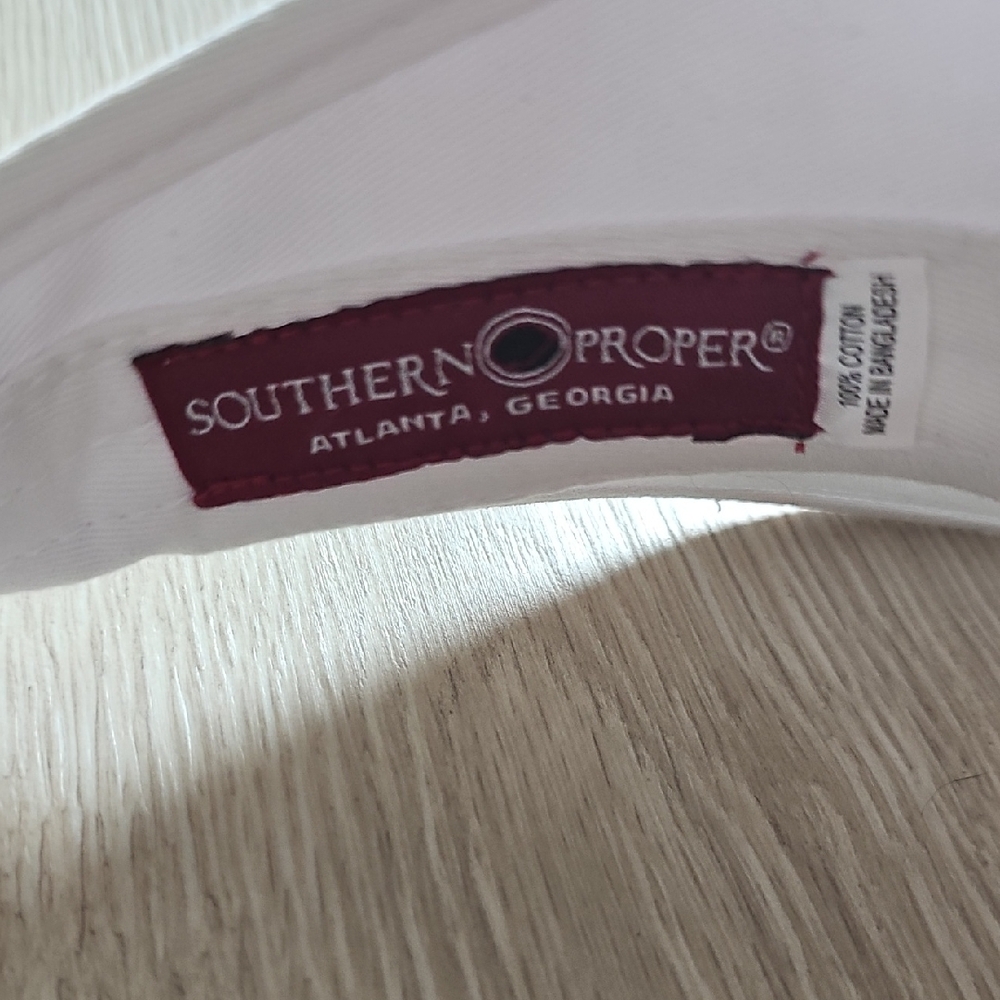 SOUTHERN PROPER®
ATLANTA, GEORGIA
100% COTTON
MADE IN BANGLADESH